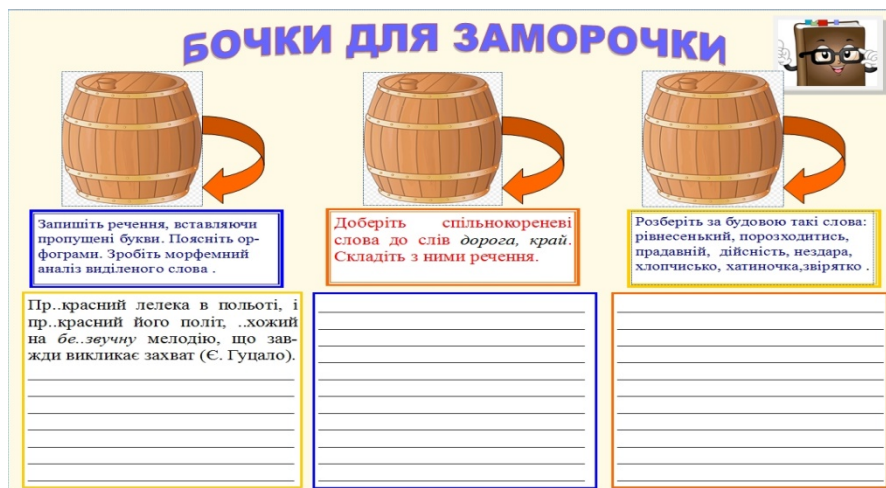 БОЧКИ ДЛЯ ЗАМОРОЧКИ
Запишіть речення, вставляючи
пропущені букви. Поясніть ор-
фограми. Зробіть морфемний
аналіз виділеного слова .
Доберіть спільнокореневі
слова до слів дорога, край.
Складіть з ними речення.
Розберіть за будовою такі слова:
рівнесенький, порозходитись,
прадавній, дійсність, нездара,
хлопчисько, хатиночка,звірятко .
Пр..красний лелека в польоті, і
пр..красний його політ, ..хожий
на бе..звучну мелодію, що зав-
жди викликає захват (Є. Гуцало).